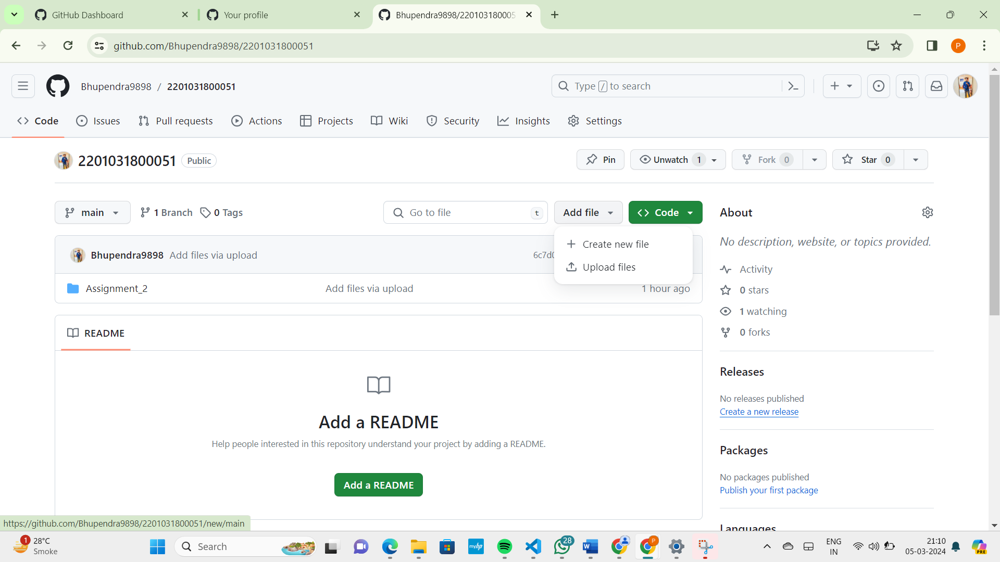 GitHub Dashboard
Your profile
Bhupendra9898/220103180005
github.com/Bhupendra9898/2201031800051
P
Bhupendra9898 / 2201031800051
Type / to search
Code Issues Pull requests Actions Projects Wiki Security Insights Settings
2201031800051 Public
Pin Unwatch 1 Fork 0 Star 0
main 1 Branch 0 Tags
Go to file t
Add file
Code
About
Create new file
Upload files
No description, website, or topics provided.
Bhupendra9898 Add files via upload 6c7d0
Assignment_2 Add files via upload 1 hour ago
Activity
0 stars
1 watching
0 forks
README
Add a README
Help people interested in this repository understand your project by adding a README.
Add a README
Releases
No releases published
Create a new release
Packages
No packages published
Publish your first package
Languages
https://github.com/Bhupendra9898/2201031800051/new/main
1
28°C
Smoke
Search
myhp
28
P
ENG
IN
21:10
05-03-2024
PRE